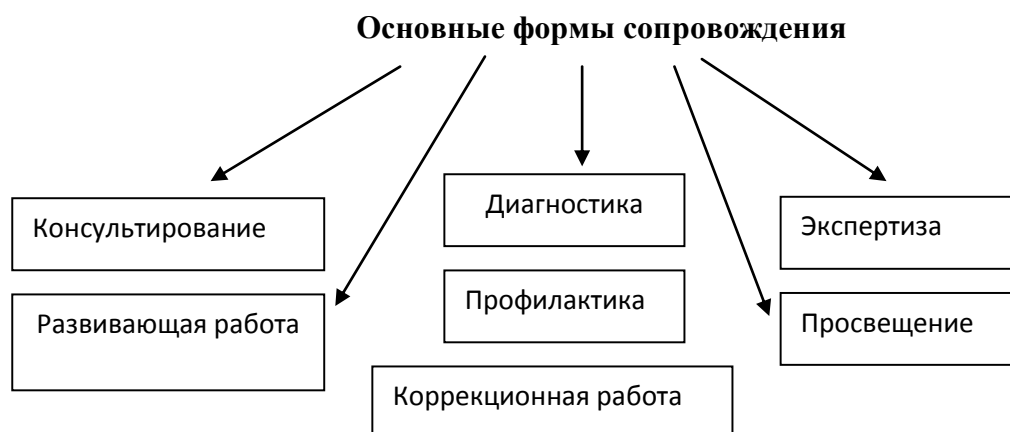 Основные формы сопровождения
Консультирование
Диагностика
Экспертиза
Развивающая работа
Профилактика
Просвещение
Коррекционная работа